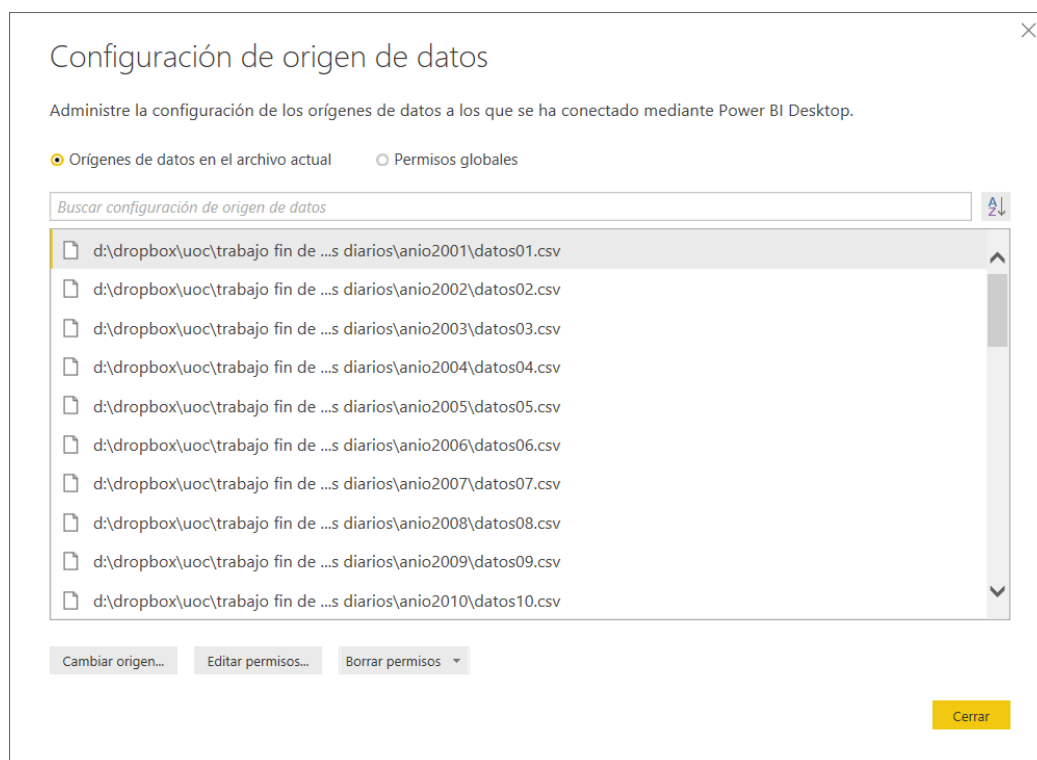 Configuración de origen de datos
Administre la configuración de los orígenes de datos a los que se ha conectado mediante Power BI Desktop.
Orígenes de datos en el archivo actual Permisos globales
Buscar configuración de origen de datos
AZ
d:\dropbox\uoc\trabajo fin de ...s diarios\anio2001\datos01.csv
d:\dropbox\uoc\trabajo fin de ...s diarios\anio2002\datos02.csv
d:\dropbox\uoc\trabajo fin de ...s diarios\anio2003\datos03.csv
d:\dropbox\uoc\trabajo fin de ...s diarios\anio2004\datos04.csv
d:\dropbox\uoc\trabajo fin de ...s diarios\anio2005\datos05.csv
d:\dropbox\uoc\trabajo fin de ...s diarios\anio2006\datos06.csv
d:\dropbox\uoc\trabajo fin de ...s diarios\anio2007\datos07.csv
d:\dropbox\uoc\trabajo fin de ...s diarios\anio2008\datos08.csv
d:\dropbox\uoc\trabajo fin de ...s diarios\anio2009\datos09.csv
d:\dropbox\uoc\trabajo fin de ...s diarios\anio2010\datos10.csv
Cambiar origen... Editar permisos... Borrar permisos
Cerrar